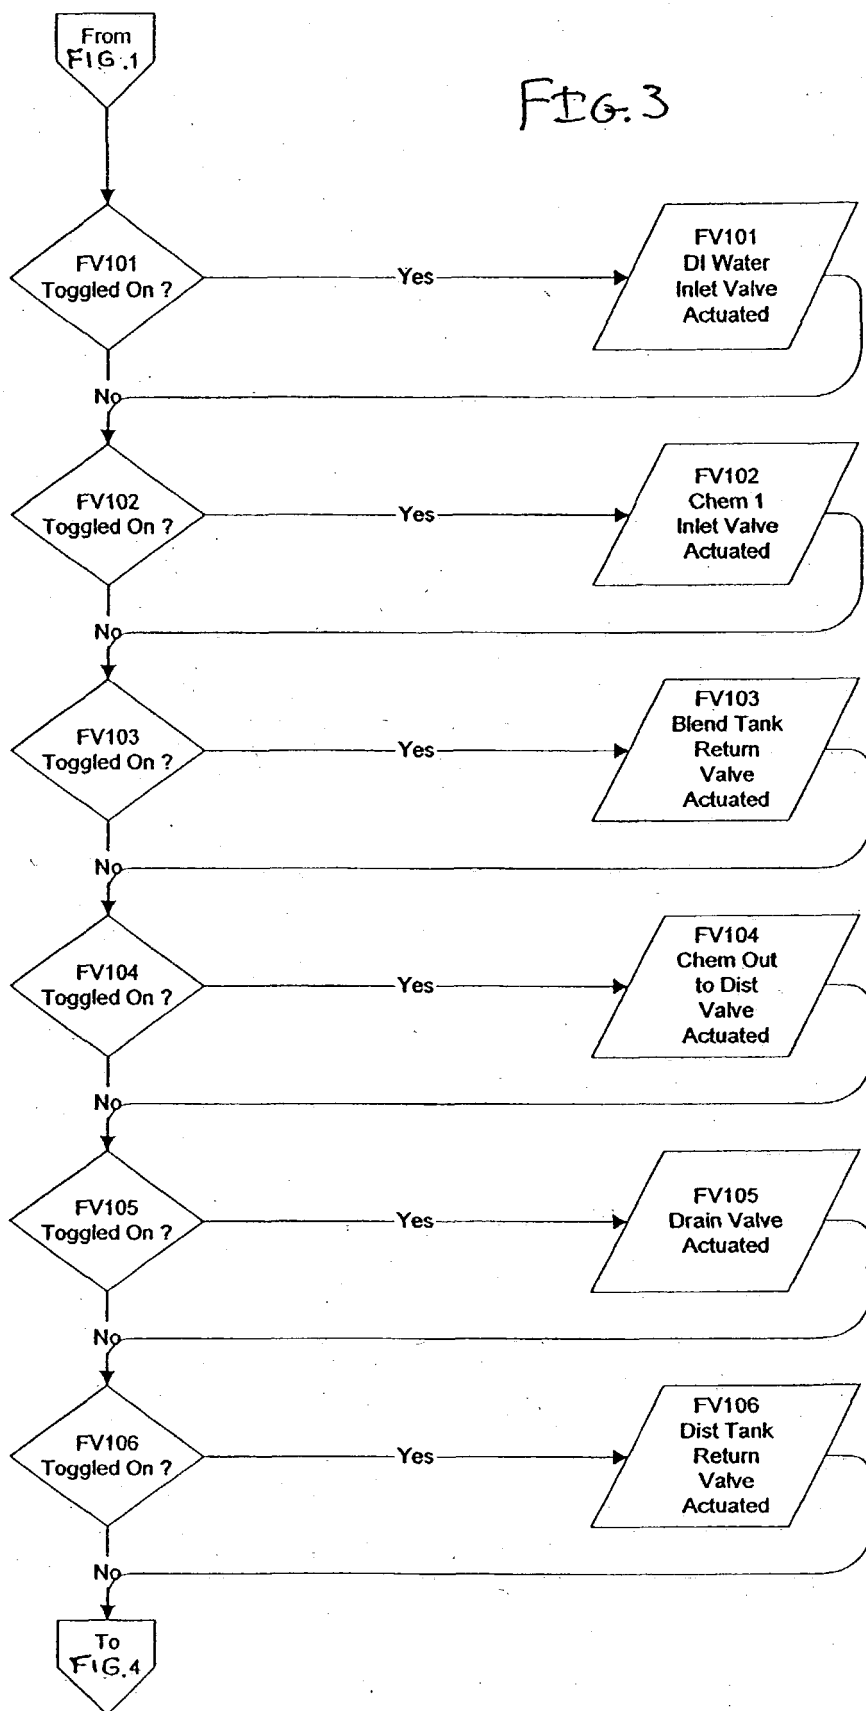 From
FIG.1
FIG.3
FV101
Toggled On ?
Yes
FV101
DI Water
Inlet Valve
Actuated
No
FV102
Toggled On ?
Yes
FV102
Chem 1
Inlet Valve
Actuated
No
FV103
Toggled On ?
Yes
FV103
Blend Tank
Return
Valve
Actuated
No
FV104
Toggled On ?
Yes
FV104
Chem Out
to Dist
Valve
Actuated
No
FV105
Toggled On ?
Yes
FV105
Drain Valve
Actuated
No
FV106
Toggled On ?
Yes
FV106
Dist Tank
Return
Valve
Actuated
No
To
FIG.4